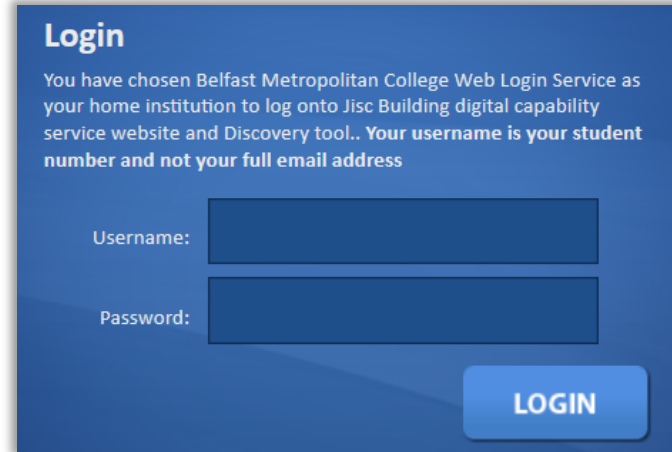 Login
You have chosen Belfast Metropolitan College Web Login Service as
your home institution to log onto Jisc Building digital capability
service website and Discovery tool.. Your username is your student
number and not your full email address
Username:
Password:
LOGIN